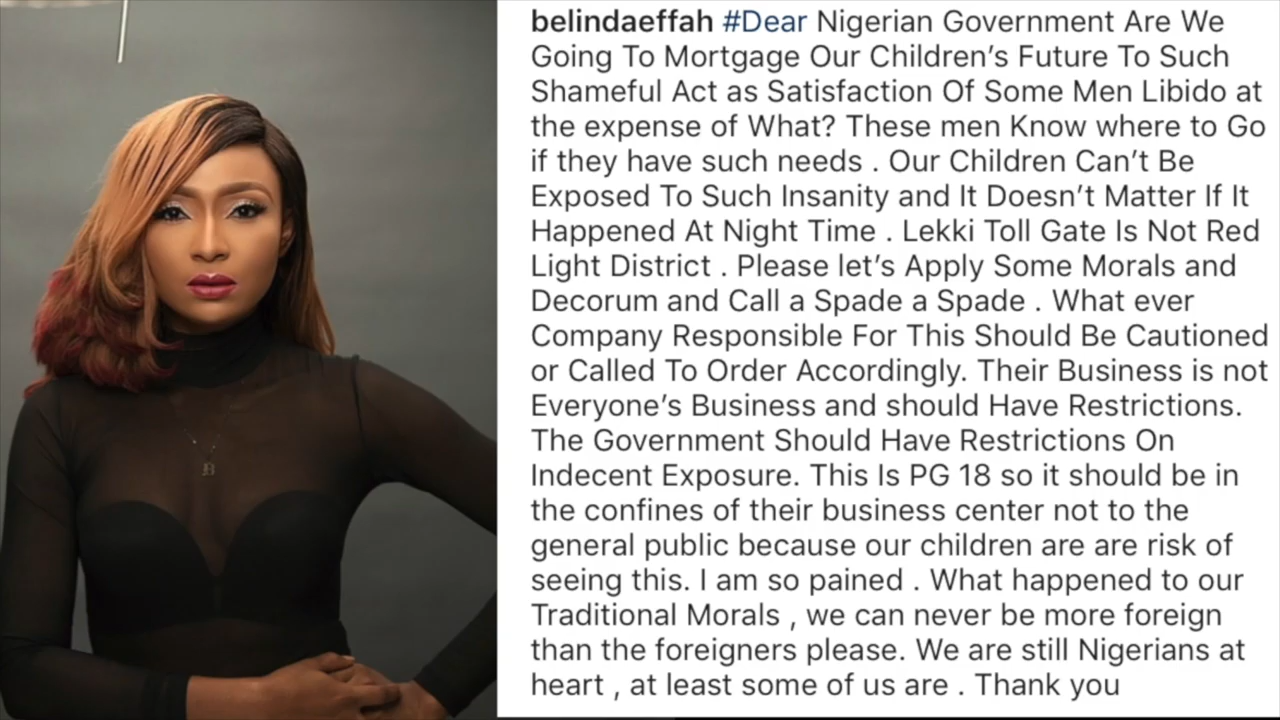 belindaeffah #Dear Nigerian Government Are We
Going To Mortgage Our Children’s Future To Such
Shameful Act as Satisfaction Of Some Men Libido at
the expense of What? These men Know where to Go
if they have such needs . Our Children Can’t Be
Exposed To Such Insanity and It Doesn’t Matter If It
Happened At Night Time . Lekki Toll Gate Is Not Red
Light District . Please let’s Apply Some Morals and
Decorum and Call a Spade a Spade . What ever
Company Responsible For This Should Be Cautioned
or Called To Order Accordingly. Their Business is not
Everyone’s Business and should Have Restrictions.
The Government Should Have Restrictions On
Indecent Exposure. This Is PG 18 so it should be in
the confines of their business center not to the
general public because our children are are risk of
seeing this. I am so pained . What happened to our
Traditional Morals , we can never be more foreign
than the foreigners please. We are still Nigerians at
heart , at least some of us are . Thank you
B